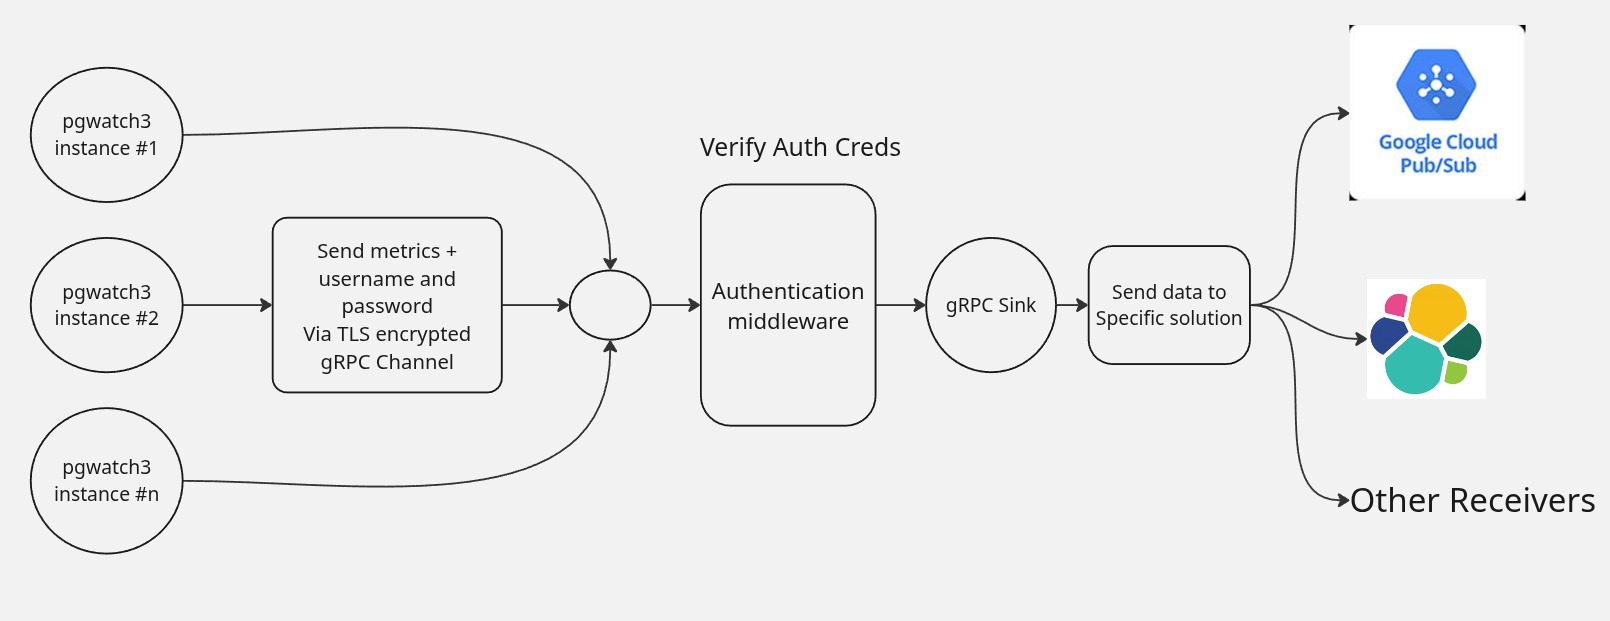 pgwatch3
instance #1
pgwatch3
instance #2
pgwatch3
instance #n
Send metrics +
username and
password
Via TLS encrypted
gRPC Channel
Verify Auth Creds
Authentication
middleware
gRPC Sink
Send data to
Specific solution
Google Cloud
Pub/Sub
Other Receivers